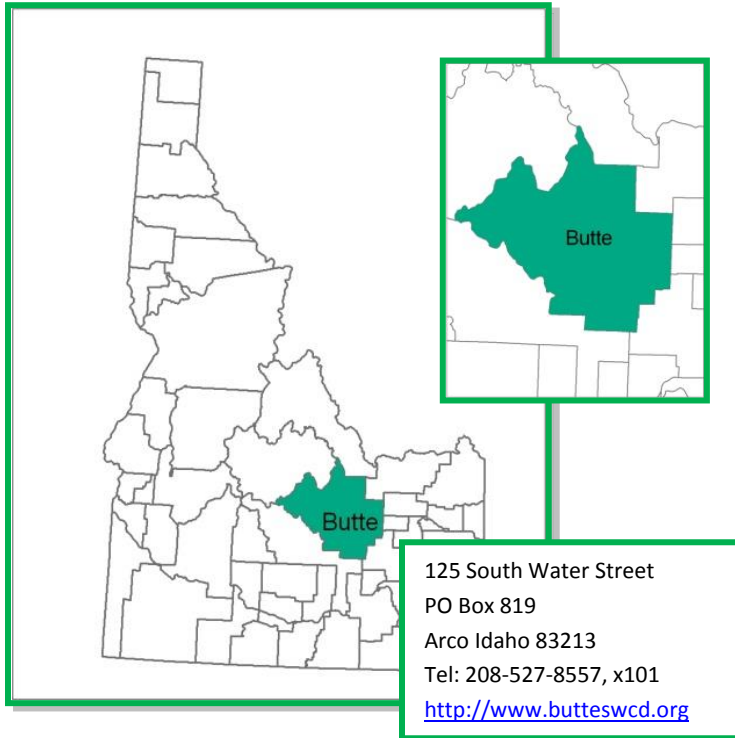 Butte
Butte
125 South Water Street
PO Box 819
Arco Idaho 83213
Tel: 208-527-8557, x101
http://www.butteswcd.org